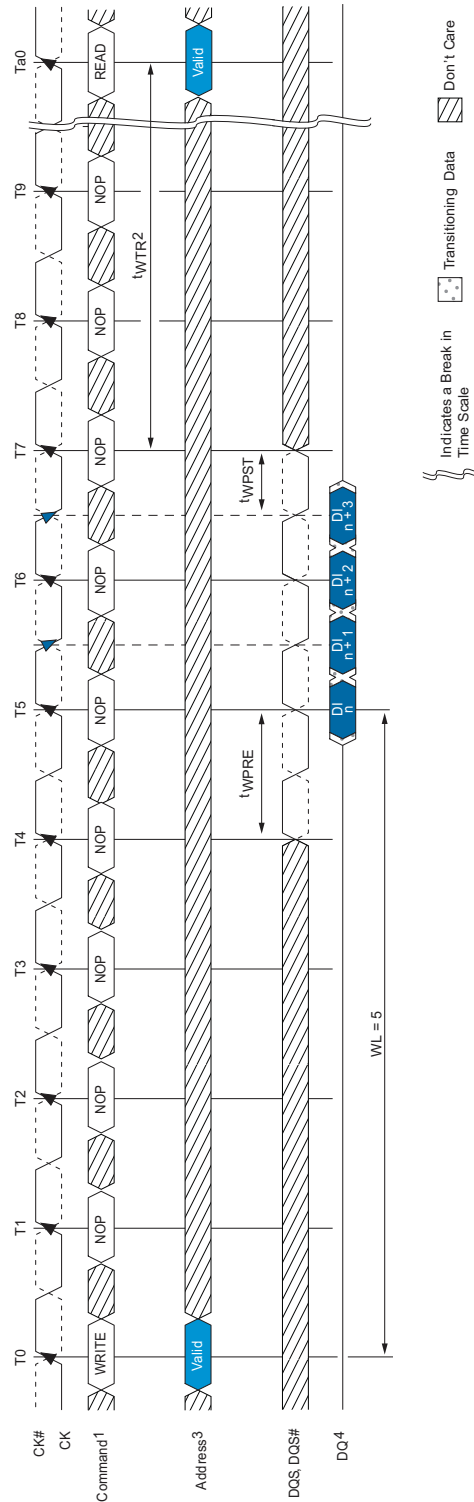 T0 T1 T2 T3 T4 T5 T6 T7 T8 T9 Ta0
CK#
CK
Command1 WRITE NOP NOP NOP NOP NOP NOP NOP NOP NOP READ
tWTR2
Address3 Valid Valid
tWPRE tWPST
DQS, DQS#
DQ4 DI n DI n + 1 DI n + 2 DI n + 3
WL = 5
Indicates a Break in
Time Scale
Transitioning Data
Don't Care